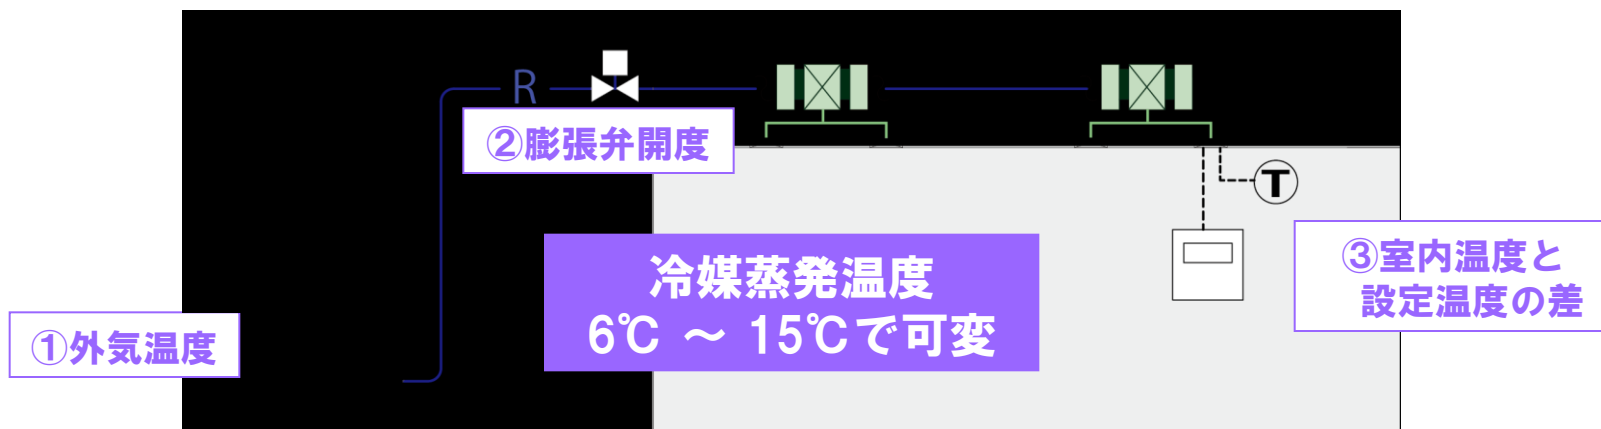 R
②膨張弁開度
T
冷媒蒸発温度
6℃ ～ 15℃で可変
③室内温度と
設定温度の差
①外気温度